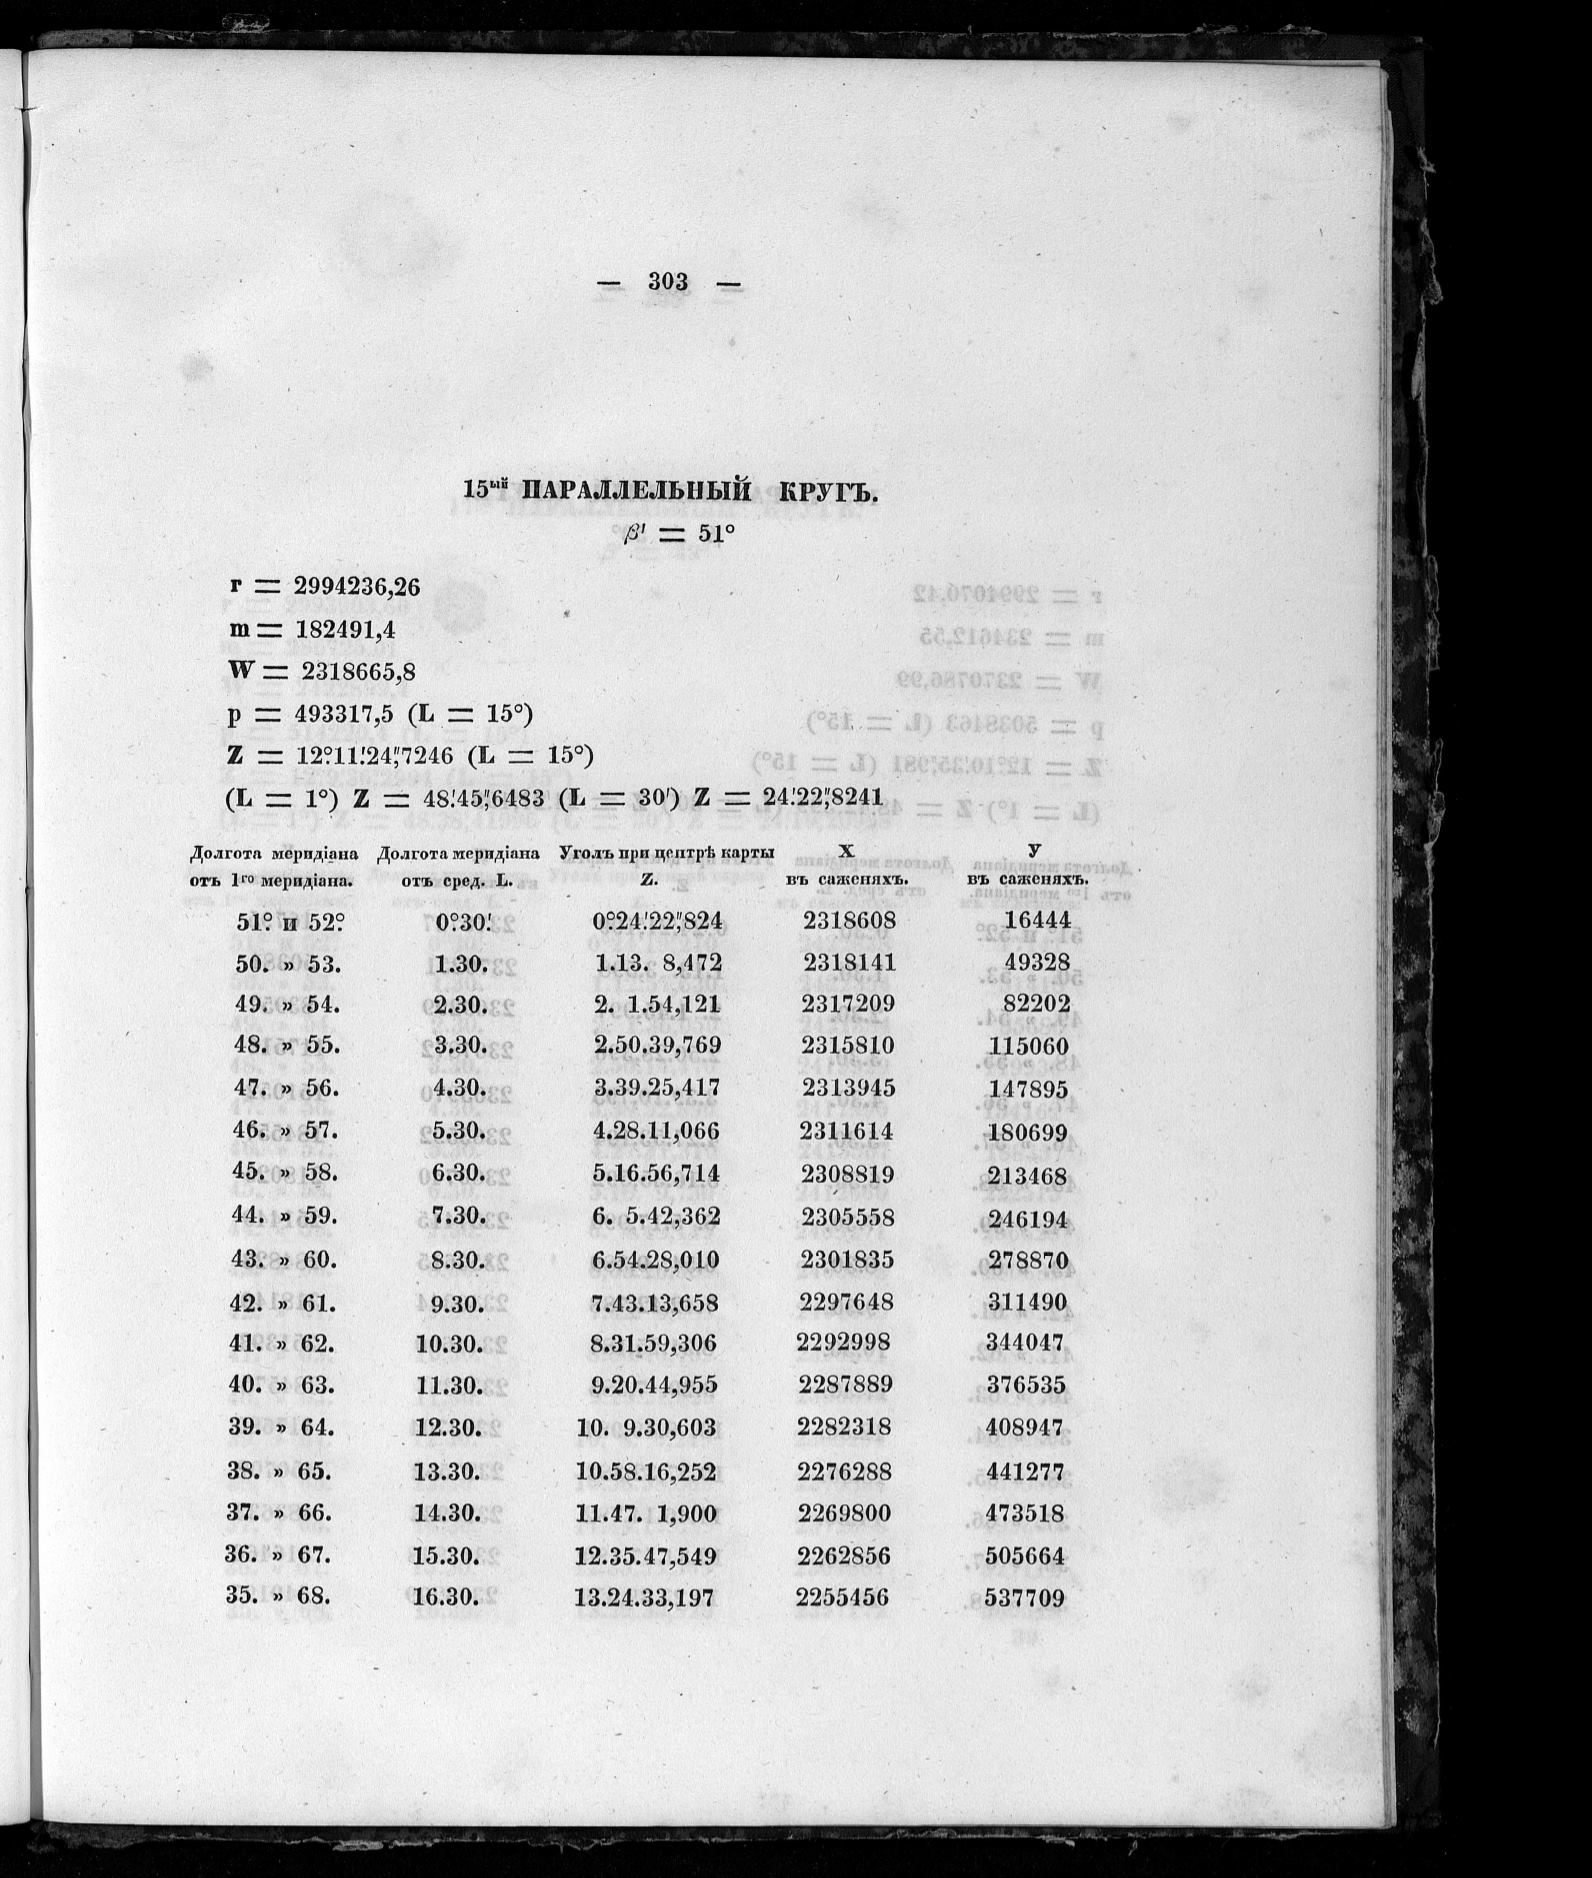 — 303 —
15ый ПАРАЛЛЕЛЬНЫЙ КРУГЪ.
β' = 51°
r = 2994236,26
m = 182491,4
W = 2318665,8
p = 493317,5 (L = 15°)
Z = 12°.11'.24",7246 (L = 15°)
(L = 1°) Z = 48'.45",6483 (L = 30') Z = 24'.22",8241
Долгота меридіана Долгота меридіана Уголъ при центрѣ карты X У
отъ 1го меридіана. отъ сред. L. Z. въ саженяхъ. въ саженяхъ.
51°. и 52°. 0°.30'. 0°.24'.22",824 2318608 16444
50. » 53. 1.30. 1.13. 8,472 2318141 49328
49. » 54. 2.30. 2. 1.54,121 2317209 82202
48. » 55. 3.30. 2.50.39,769 2315810 115060
47. » 56. 4.30. 3.39.25,417 2313945 147895
46. » 57. 5.30. 4.28.11,066 2311614 180699
45. » 58. 6.30. 5.16.56,714 2308819 213468
44. » 59. 7.30. 6. 5.42,362 2305558 246194
43. » 60. 8.30. 6.54.28,010 2301835 278870
42. » 61. 9.30. 7.43.13,658 2297648 311490
41. » 62. 10.30. 8.31.59,306 2292998 344047
40. » 63. 11.30. 9.20.44,955 2287889 376535
39. » 64. 12.30. 10. 9.30,603 2282318 408947
38. » 65. 13.30. 10.58.16,252 2276288 441277
37. » 66. 14.30. 11.47. 1,900 2269800 473518
36. » 67. 15.30. 12.35.47,549 2262856 505664
35. » 68. 16.30. 13.24.33,197 2255456 537709